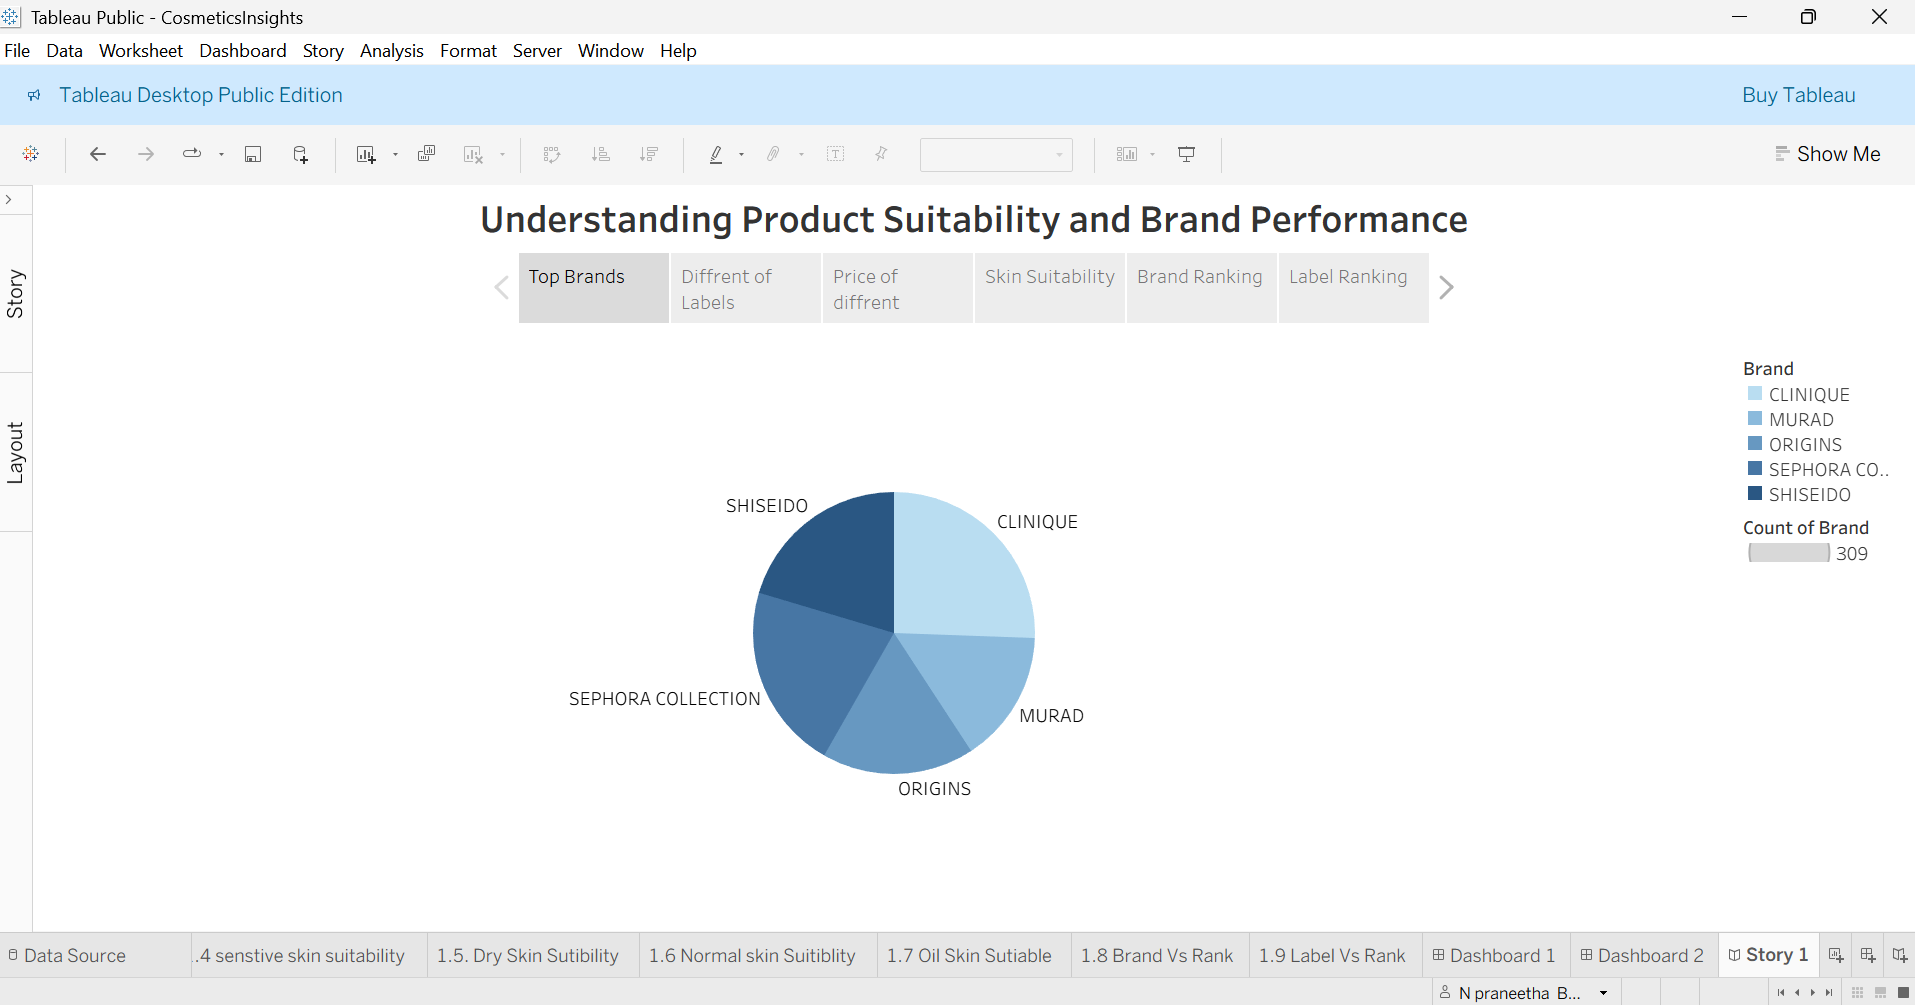 Tableau Public - CosmeticsInsights
File Data Worksheet Dashboard Story Analysis Format Server Window Help
Tableau Desktop Public Edition Buy Tableau
Show Me
Story
Layout
Understanding Product Suitability and Brand Performance
Top Brands
Diffrent of
Labels
Price of
diffrent
Skin Suitability
Brand Ranking
Label Ranking
Brand
CLINIQUE
MURAD
ORIGINS
SEPHORA CO..
SHISEIDO
Count of Brand
309
SHISEIDO
CLINIQUE
SEPHORA COLLECTION
MURAD
ORIGINS
Data Source .4 senstive skin suitability 1.5. Dry Skin Sutibility 1.6 Normal skin Suitiblity 1.7 Oil Skin Sutiable 1.8 Brand Vs Rank 1.9 Label Vs Rank Dashboard 1 Dashboard 2 Story 1
N praneetha B...